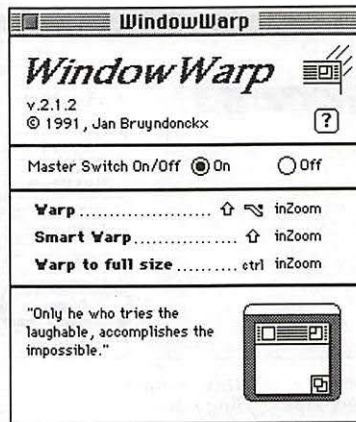 WindowWarp
WindowWarp
v.2.1.2
© 1991, Jan Bruyndonckx
?
Master Switch On/Off On Off
Warp .................... ⇧ ⌥ inZoom
Smart Warp ............... ⇧ inZoom
Warp to full size .......... ctrl inZoom
"Only he who tries the
laughable, accomplishes the
impossible."